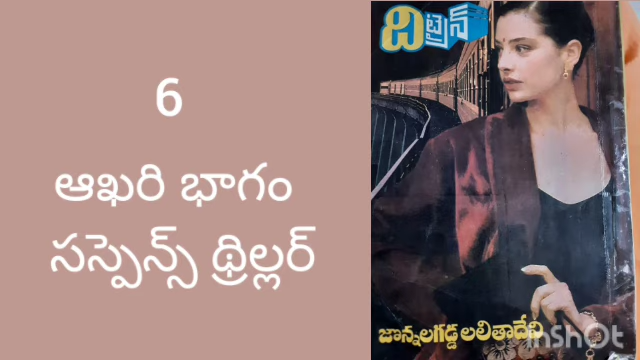 6
ఆఖరి భాగం
సస్పెన్స్ థ్రిల్లర్
ది ట్రైన్
జొన్నలగడ్డ లలితాదేవి
InShOt